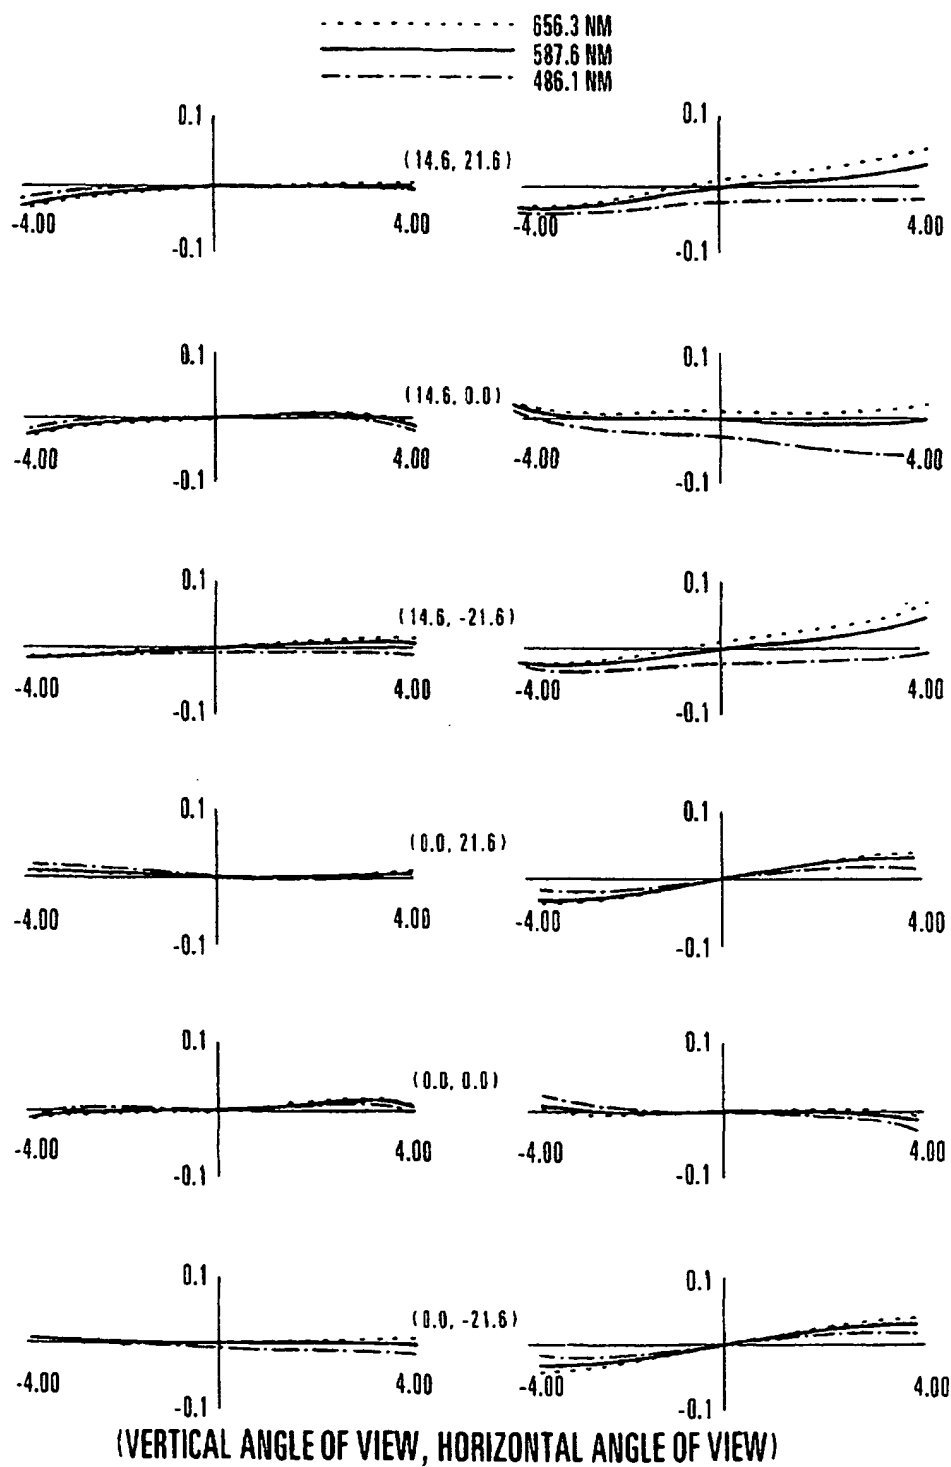 656.3 NM
587.6 NM
486.1 NM
0.1 0.1
(14.6, 21.6)
-4.00 4.00 -4.00 4.00
-0.1 -0.1
0.1 0.1
(14.6, 0.0)
-4.00 4.00 -4.00 4.00
-0.1 -0.1
0.1 0.1
(14.6, -21.6)
-4.00 4.00 -4.00 4.00
-0.1 -0.1
0.1 0.1
(0.0, 21.6)
-4.00 4.00 -4.00 4.00
-0.1 -0.1
0.1 0.1
(0.0, 0.0)
-4.00 4.00 -4.00 4.00
-0.1 -0.1
0.1 0.1
(0.0, -21.6)
-4.00 4.00 -4.00 4.00
-0.1 -0.1
(VERTICAL ANGLE OF VIEW, HORIZONTAL ANGLE OF VIEW)